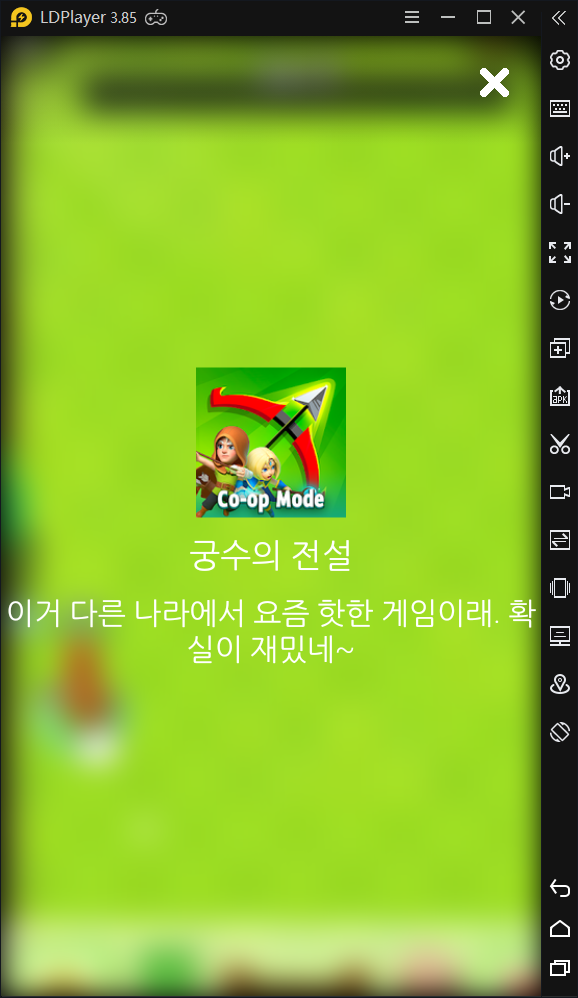 LDPlayer 3.85
Co-op Mode
궁수의 전설
이거 다른 나라에서 요즘 핫한 게임이래. 확
실이 재밌네~
APK